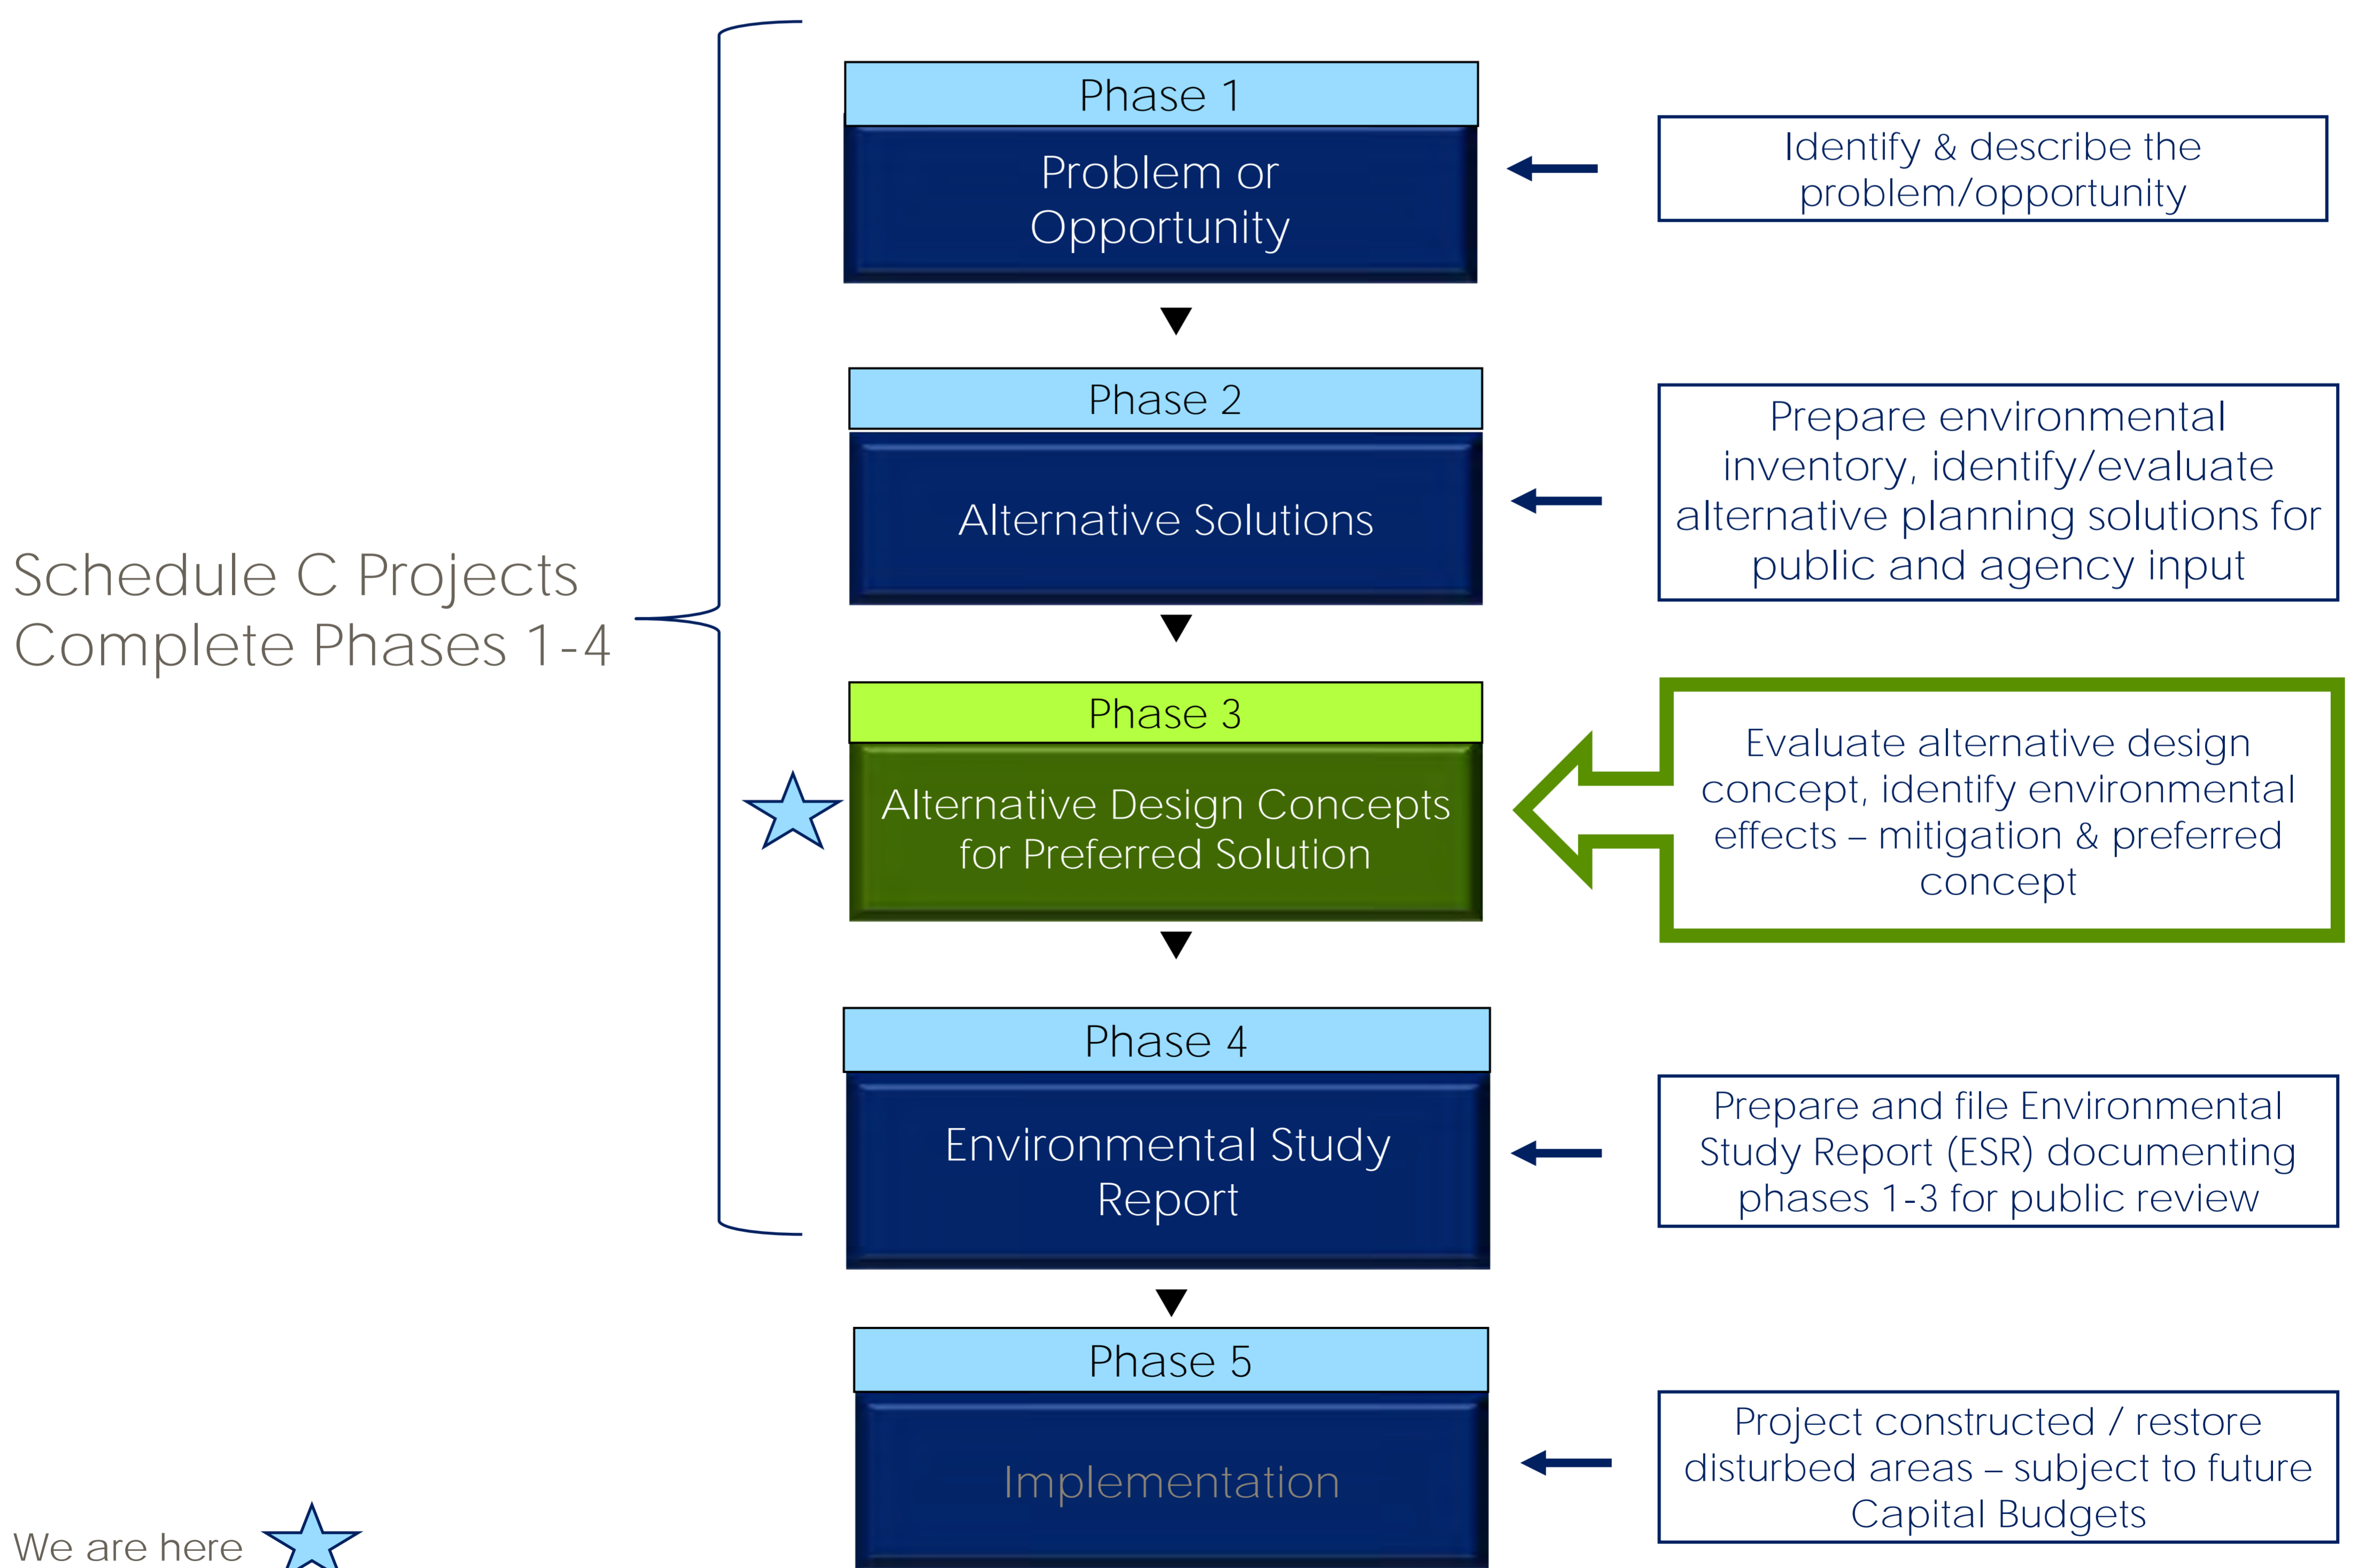 Phase 1
Problem or
Opportunity
Identify & describe the
problem/opportunity
Phase 2
Alternative Solutions
Prepare environmental
inventory, identify/evaluate
alternative planning solutions for
public and agency input
Schedule C Projects
Complete Phases 1-4
Phase 3
Alternative Design Concepts
for Preferred Solution
Evaluate alternative design
concept, identify environmental
effects – mitigation & preferred
concept
Phase 4
Environmental Study
Report
Prepare and file Environmental
Study Report (ESR) documenting
phases 1-3 for public review
Phase 5
Implementation
Project constructed / restore
disturbed areas – subject to future
Capital Budgets
We are here